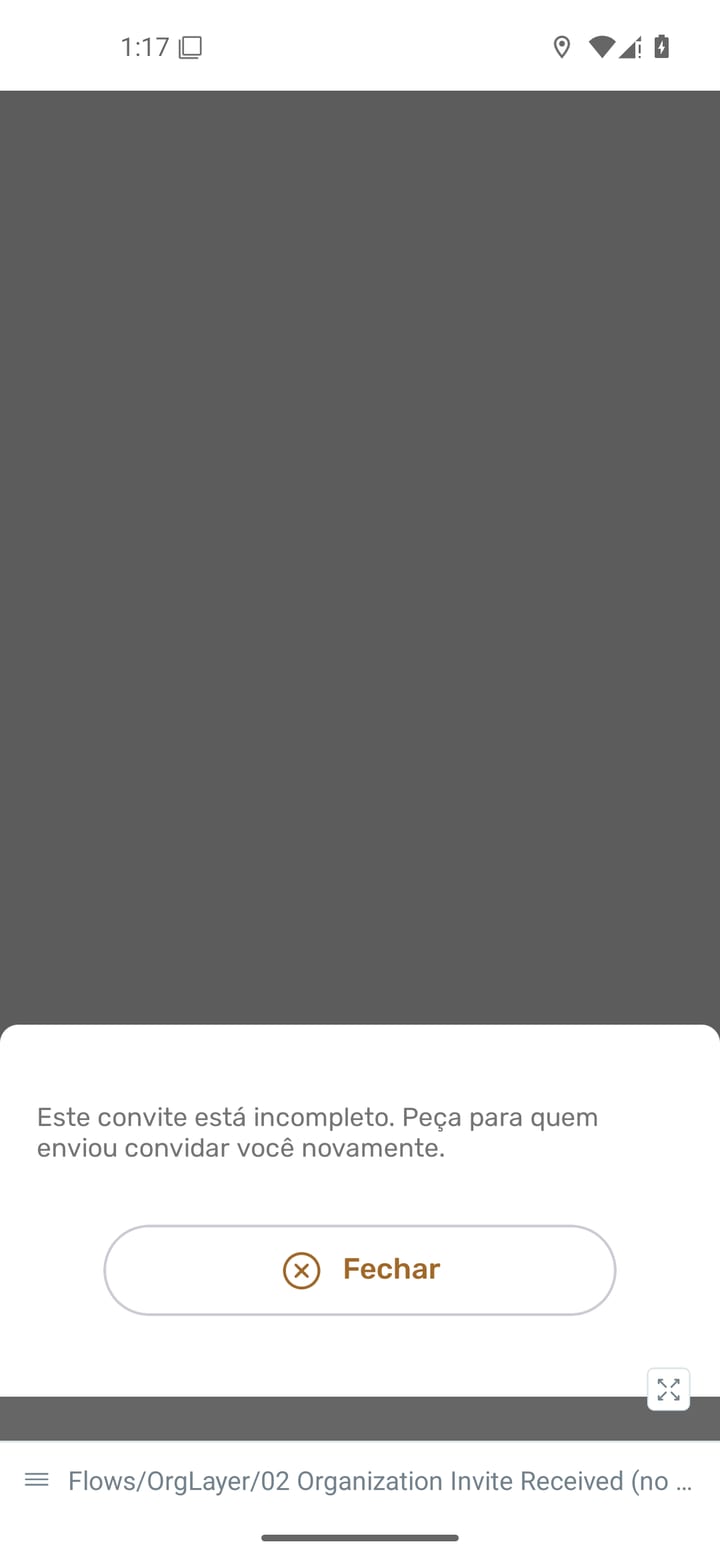 1:17
Este convite está incompleto. Peça para quem
enviou convidar você novamente.
Fechar
Flows/OrgLayer/02 Organization Invite Received (no ...